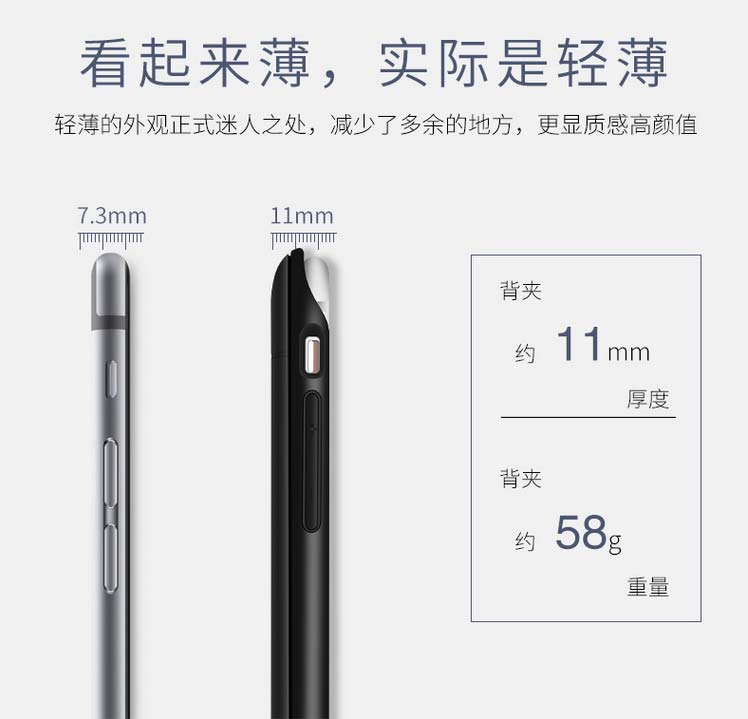 看起来薄，实际是轻薄
轻薄的外观正式迷人之处，减少了多余的地方，更显质感高颜值
7.3mm
11mm
背夹
约 11mm
厚度
背夹
约 58g
重量